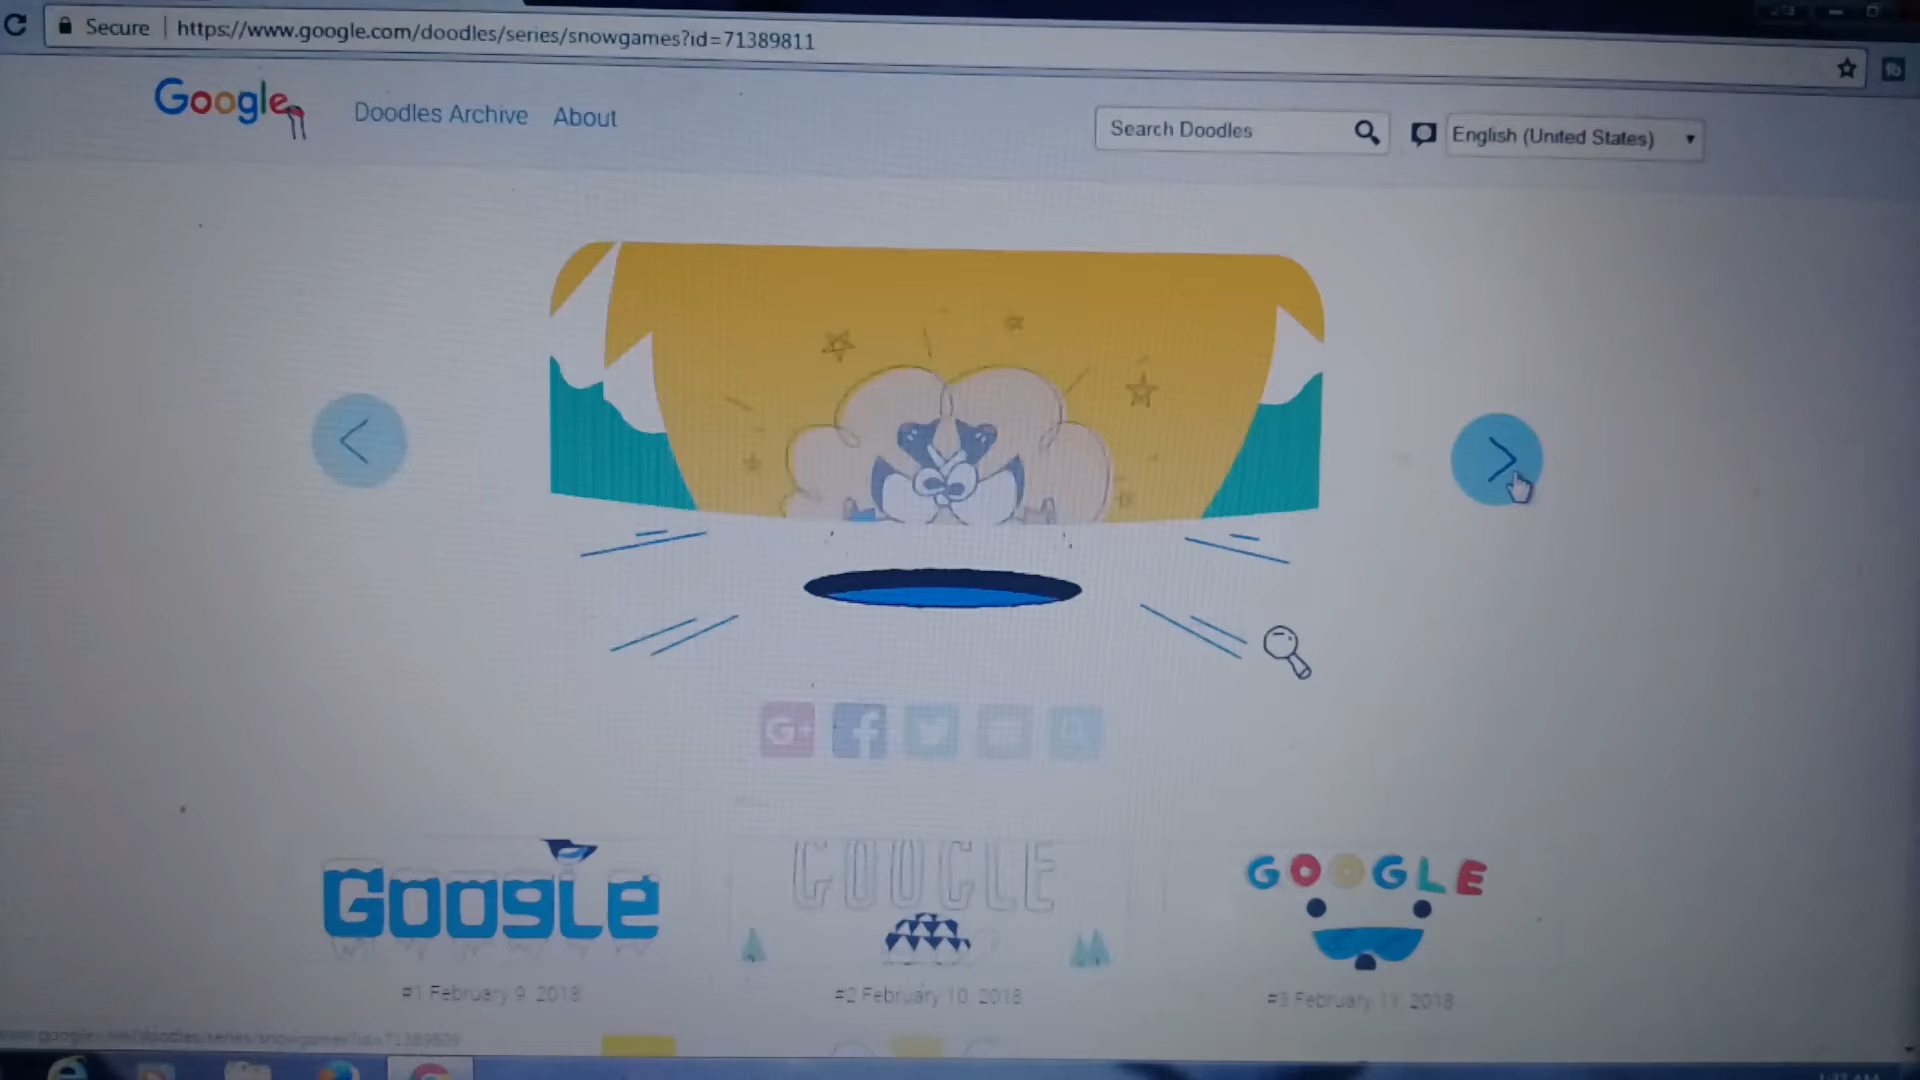 Secure https://www.google.com/doodles/series/snowgames?id=71389811
Google Doodles Archive About Search Doodles English (United States)
G+ f
Google GOOGLE GOOGLE
#1 February 9, 2018 #2 February 10, 2018 #3 February 11, 2018